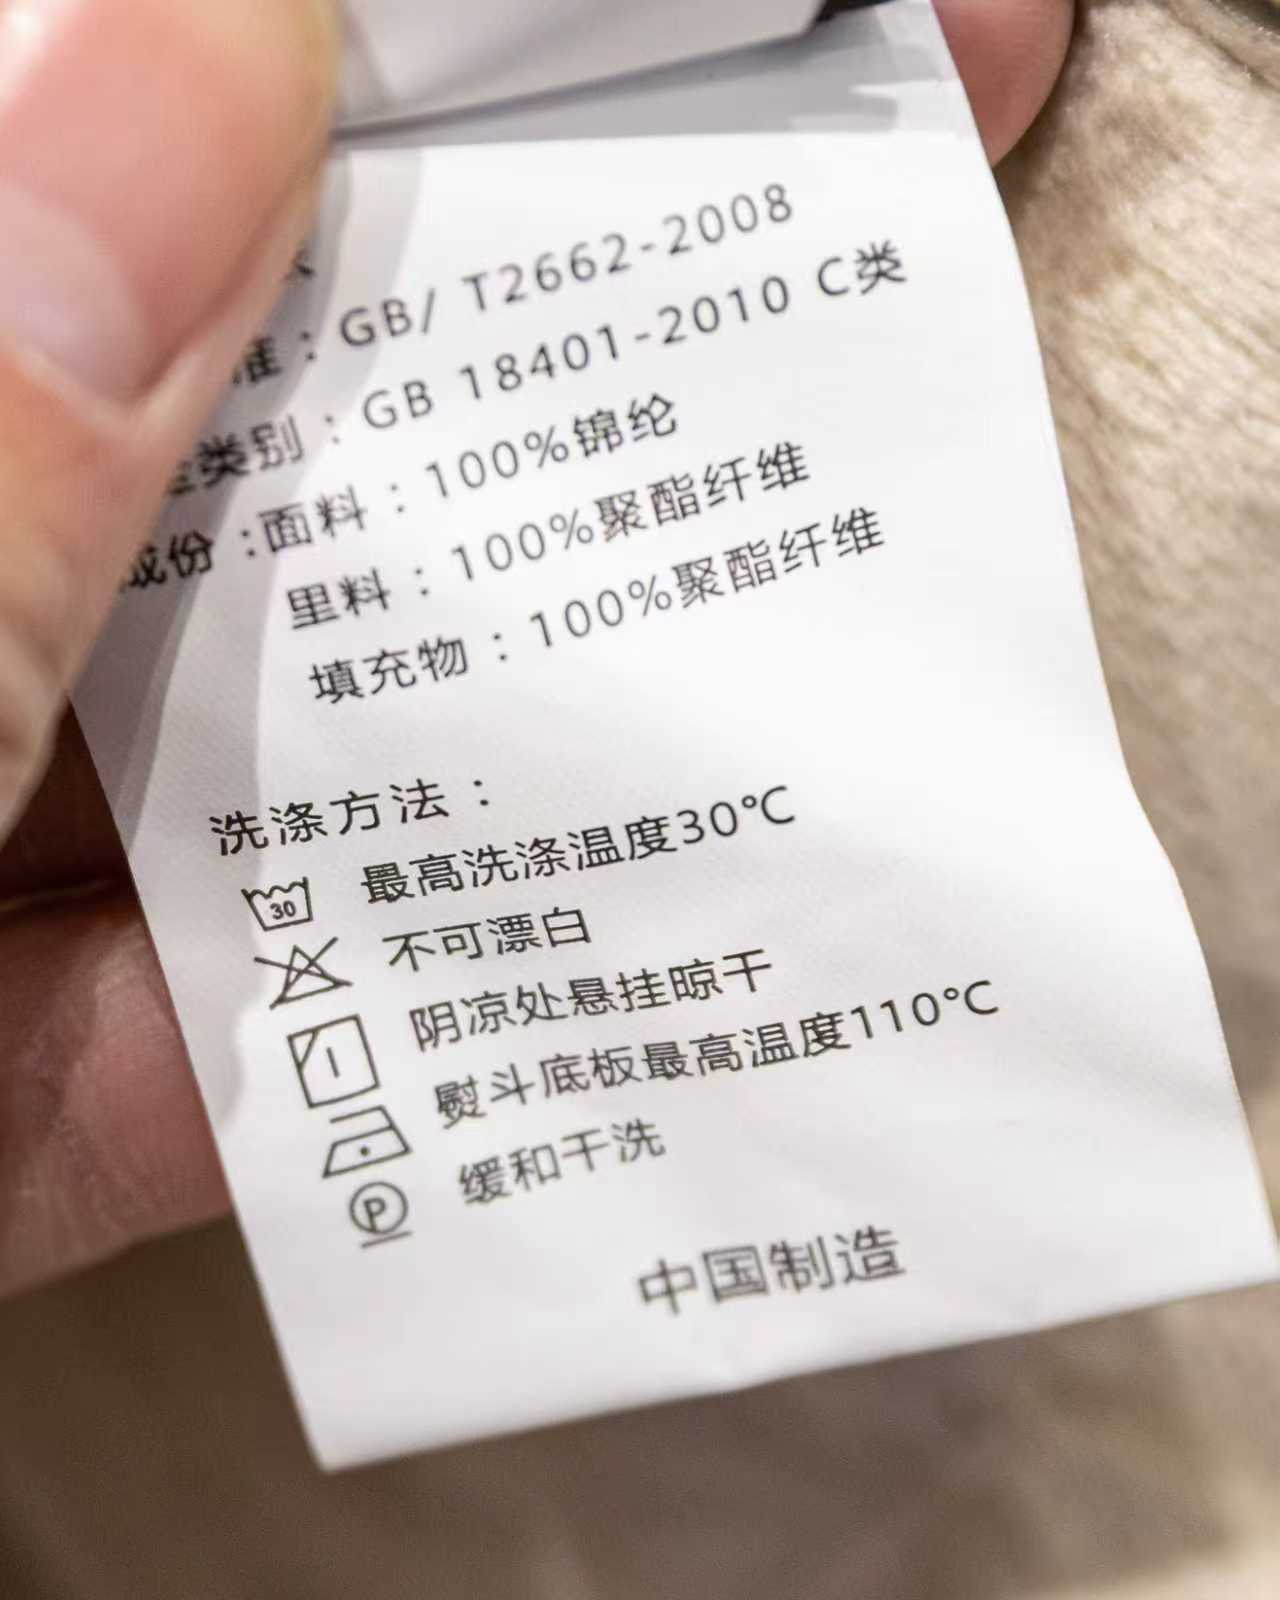 准：GB/ T2662-2008
类别：GB 18401-2010 C类
成份：面料：100%锦纶
里料：100%聚酯纤维
填充物：100%聚酯纤维
洗涤方法：
30 最高洗涤温度30℃
不可漂白
阴凉处悬挂晾干
熨斗底板最高温度110℃
P 缓和干洗
中国制造